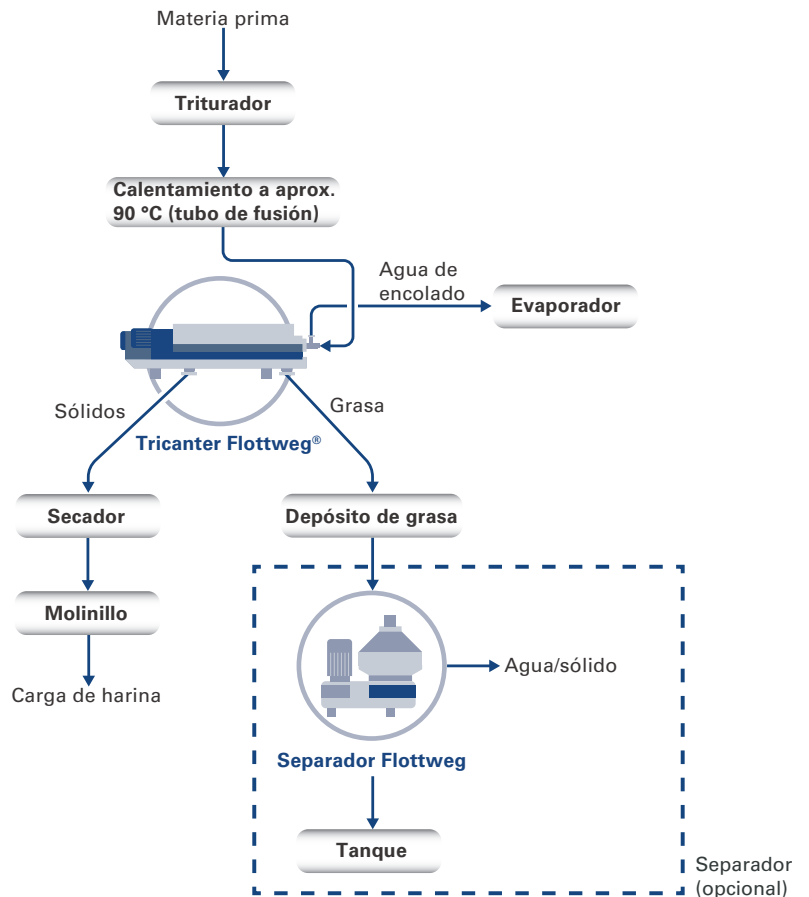 Materia prima
Triturador
Calentamiento a aprox.
90 °C (tubo de fusión)
Agua de
encolado
Evaporador
Sólidos
Grasa
Tricanter Flottweg®
Secador
Depósito de grasa
Molinillo
Agua/sólido
Carga de harina
Separador Flottweg
Tanque
Separador
(opcional)